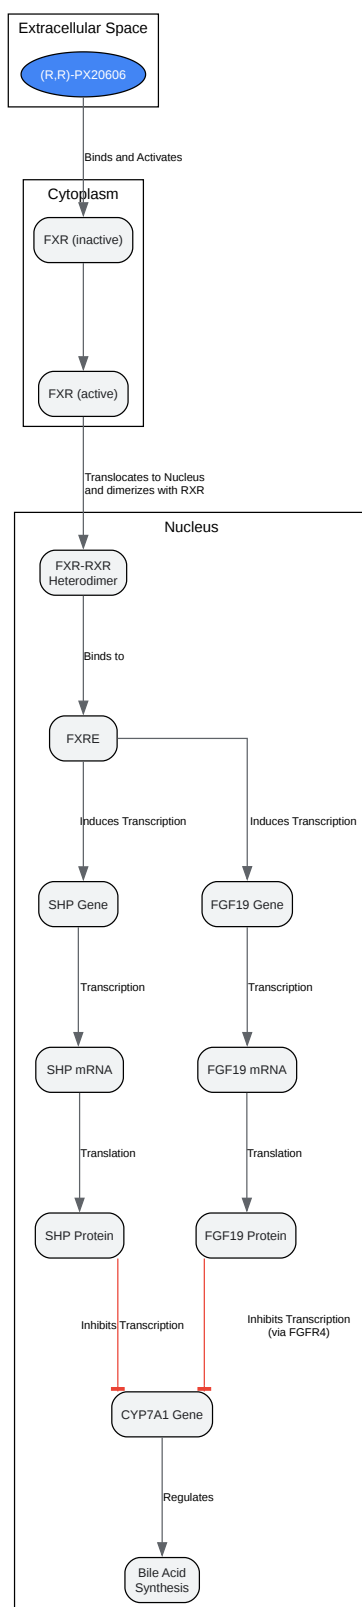 Extracellular Space
(R,R)-PX20606
Binds and Activates
Cytoplasm
FXR (inactive)
FXR (active)
Translocates to Nucleus
and dimerizes with RXR
Nucleus
FXR-RXR
Heterodimer
Binds to
FXRE
Induces Transcription
Induces Transcription
SHP Gene
FGF19 Gene
Transcription
Transcription
SHP mRNA
FGF19 mRNA
Translation
Translation
SHP Protein
FGF19 Protein
Inhibits Transcription
Inhibits Transcription
(via FGFR4)
CYP7A1 Gene
Regulates
Bile Acid
Synthesis